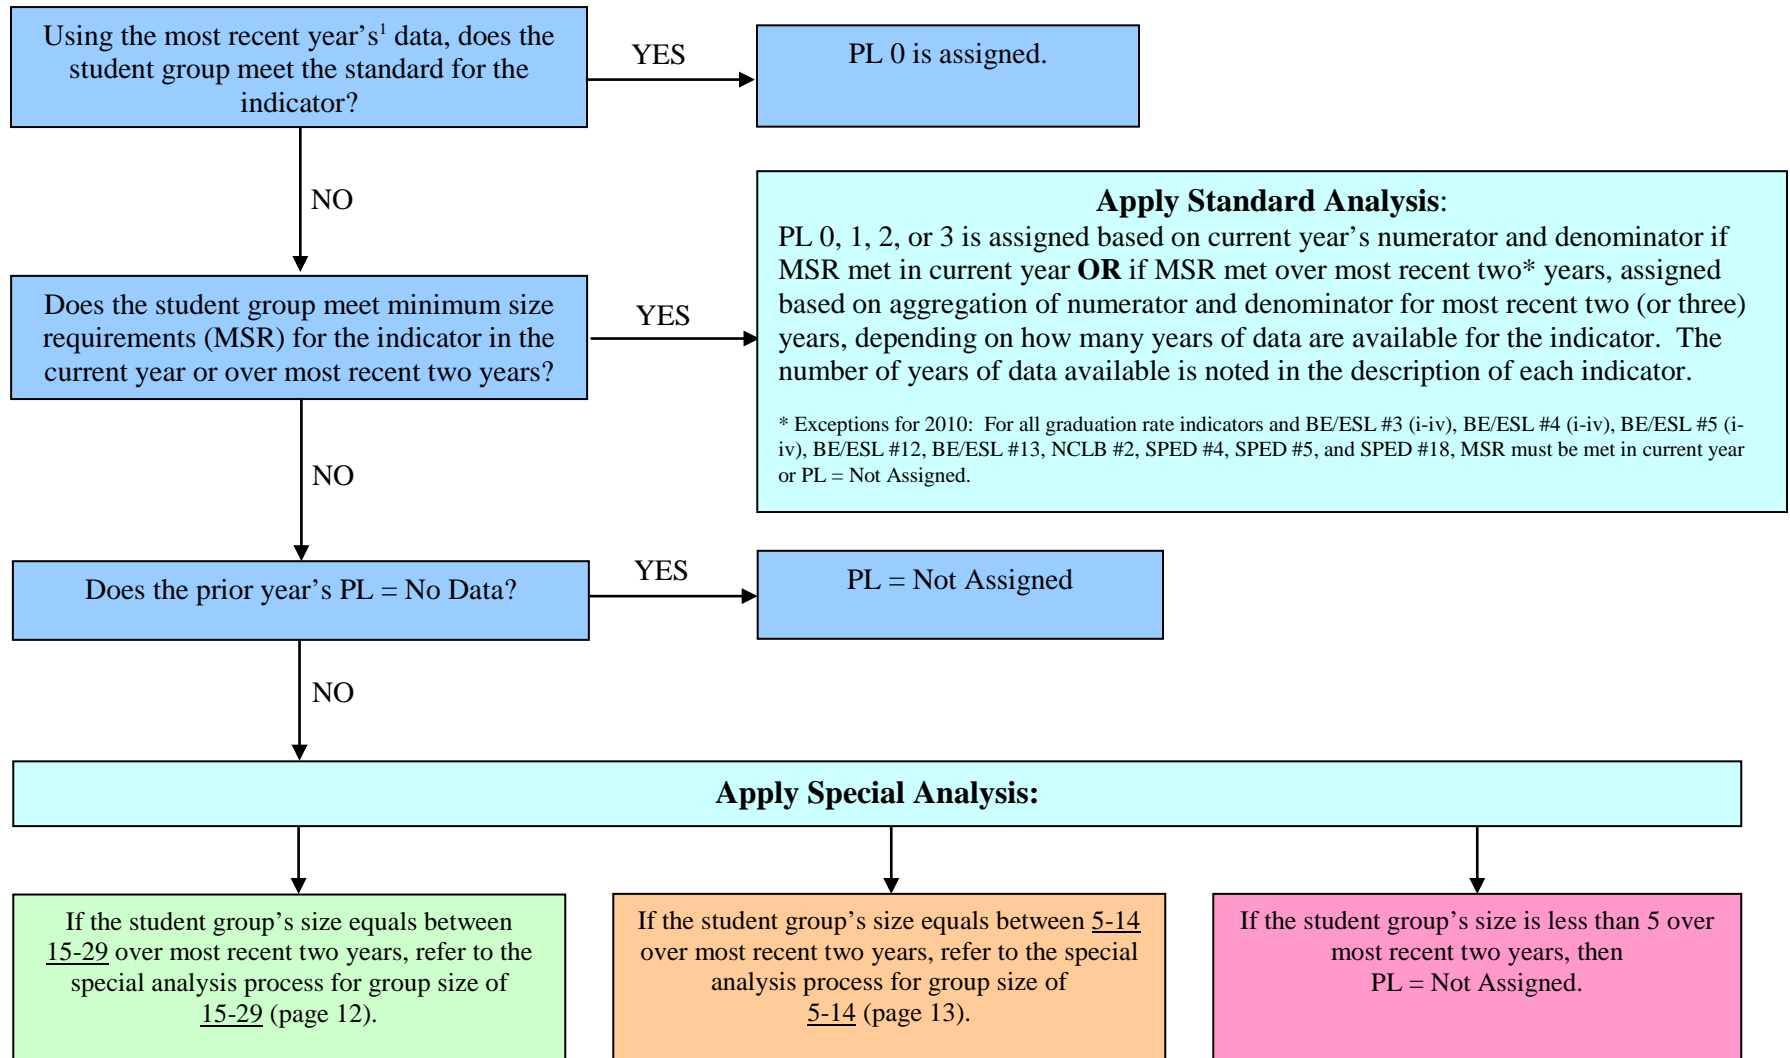 Using the most recent year's¹ data, does the
student group meet the standard for the
indicator?
YES
PL 0 is assigned.
NO
Apply Standard Analysis:
PL 0, 1, 2, or 3 is assigned based on current year's numerator and denominator if
MSR met in current year OR if MSR met over most recent two* years, assigned
based on aggregation of numerator and denominator for most recent two (or three)
years, depending on how many years of data are available for the indicator. The
number of years of data available is noted in the description of each indicator.
* Exceptions for 2010: For all graduation rate indicators and BE/ESL #3 (i-iv), BE/ESL #4 (i-iv), BE/ESL #5 (i-
iv), BE/ESL #12, BE/ESL #13, NCLB #2, SPED #4, SPED #5, and SPED #18, MSR must be met in current year
or PL = Not Assigned.
Does the student group meet minimum size
requirements (MSR) for the indicator in the
current year or over most recent two years?
YES
NO
Does the prior year's PL = No Data?
YES
PL = Not Assigned
NO
Apply Special Analysis:
If the student group's size equals between
15-29 over most recent two years, refer to the
special analysis process for group size of
15-29 (page 12).
If the student group's size equals between 5-14
over most recent two years, refer to the special
analysis process for group size of
5-14 (page 13).
If the student group's size is less than 5 over
most recent two years, then
PL = Not Assigned.